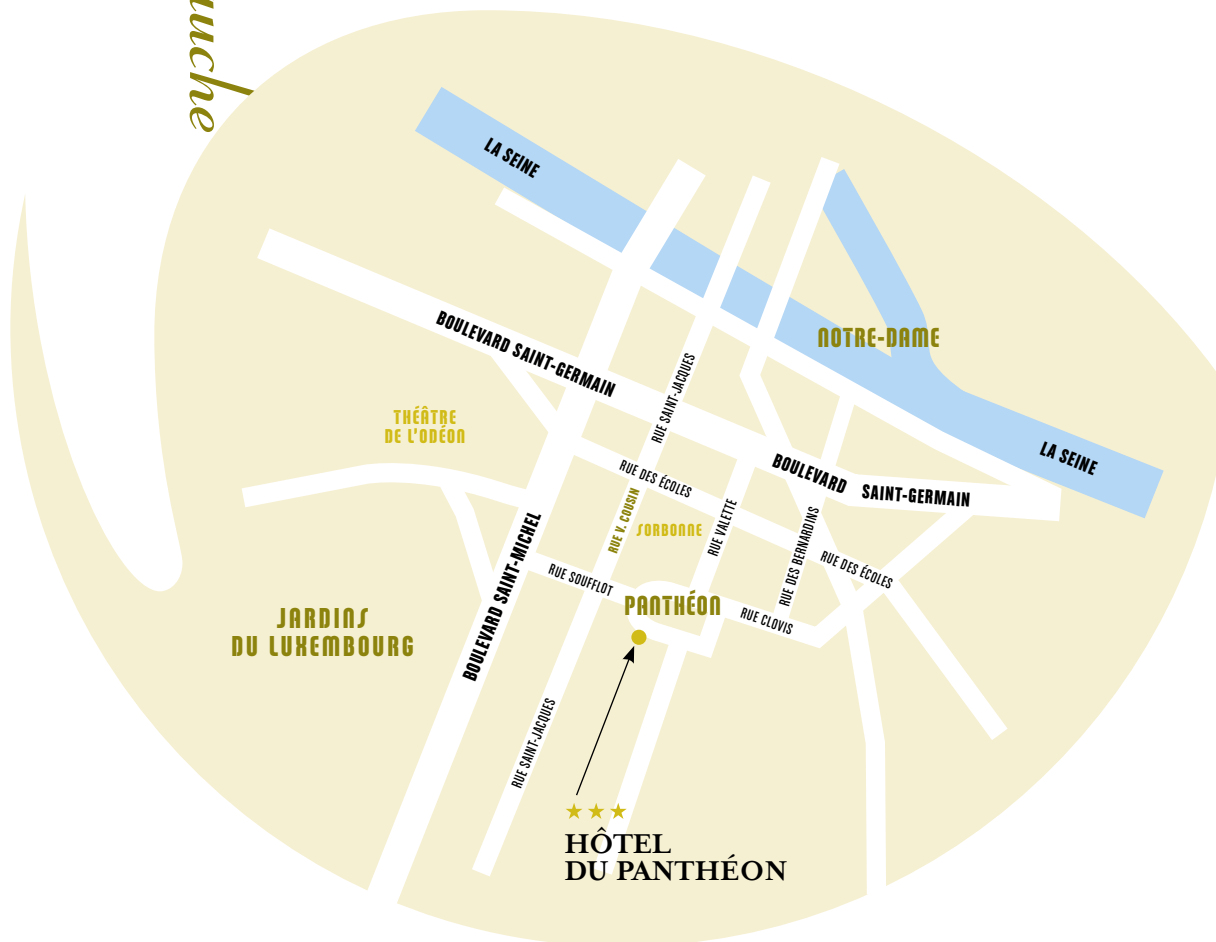 uche
LA SEINE
NOTRE-DAME
BOULEVARD SAINT-GERMAIN
RUE SAINT-JACQUES
THÉÂTRE
DE L'ODÉON
LA SEINE
BOULEVARD SAINT-GERMAIN
RUE DES ÉCOLES
RUE V. COUSIN
SORBONNE
RUE VALETTE
RUE DES BERNARDINS
RUE DES ÉCOLES
BOULEVARD SAINT-MICHEL
RUE SOUFFLOT
PANTHÉON
RUE CLOVIS
JARDINS
DU LUXEMBOURG
RUE SAINT-JACQUES
HÔTEL
DU PANTHÉON